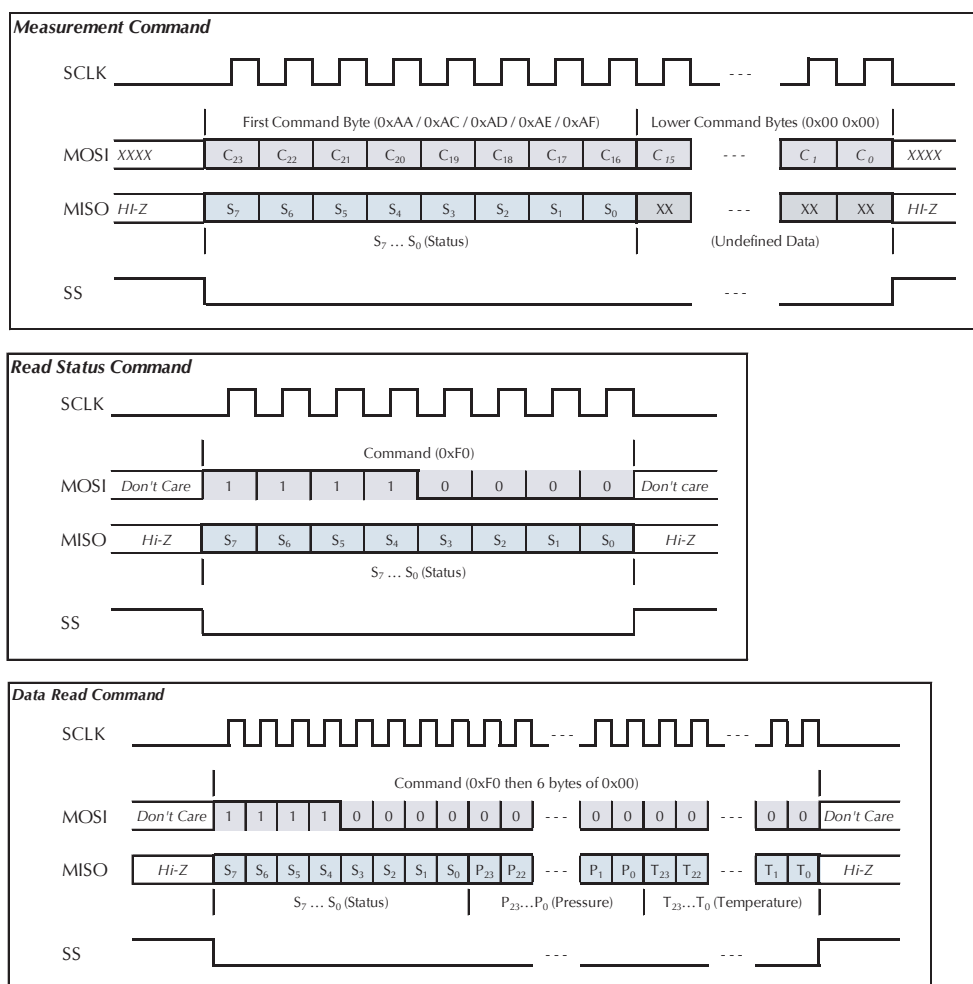 Measurement Command
SCLK - - -
First Command Byte (0xAA / 0xAC / 0xAD / 0xAE / 0xAF) Lower Command Bytes (0x00 0x00)
MOSI XXXX C₂₃ C₂₂ C₂₁ C₂₀ C₁₉ C₁₈ C₁₇ C₁₆ C₁₅ - - - C₁ C₀ XXXX
MISO HI-Z S₇ S₆ S₅ S₄ S₃ S₂ S₁ S₀ XX - - - XX XX HI-Z
S₇ … S₀ (Status) (Undefined Data)
SS - - -
Read Status Command
SCLK
Command (0xF0)
MOSI Don't Care 1 1 1 1 0 0 0 0 Don't care
MISO Hi-Z S₇ S₆ S₅ S₄ S₃ S₂ S₁ S₀ Hi-Z
S₇ … S₀ (Status)
SS
Data Read Command
SCLK - - - - - -
Command (0xF0 then 6 bytes of 0x00)
MOSI Don't Care 1 1 1 1 0 0 0 0 0 0 - - - 0 0 0 0 - - - 0 0 Don't Care
MISO Hi-Z S₇ S₆ S₅ S₄ S₃ S₂ S₁ S₀ P₂₃ P₂₂ - - - P₁ P₀ T₂₃ T₂₂ - - - T₁ T₀ Hi-Z
S₇ … S₀ (Status) P₂₃…P₀ (Pressure) T₂₃…T₀ (Temperature)
SS - - - - - -